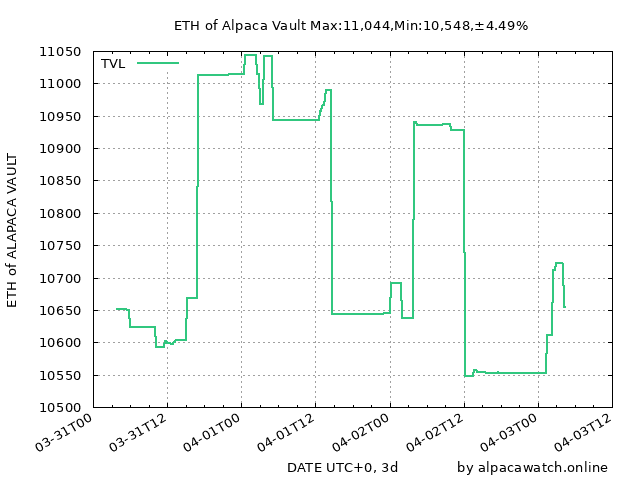 ETH of Alpaca Vault Max:11,044,Min:10,548,±4.49%
TVL
11050
11000
10950
10900
10850
10800
10750
10700
10650
10600
10550
10500
ETH of ALAPACA VAULT
03-31T00
03-31T12
04-01T00
04-01T12
04-02T00
04-02T12
04-03T00
04-03T12
DATE UTC+0, 3d
by alpacawatch.online